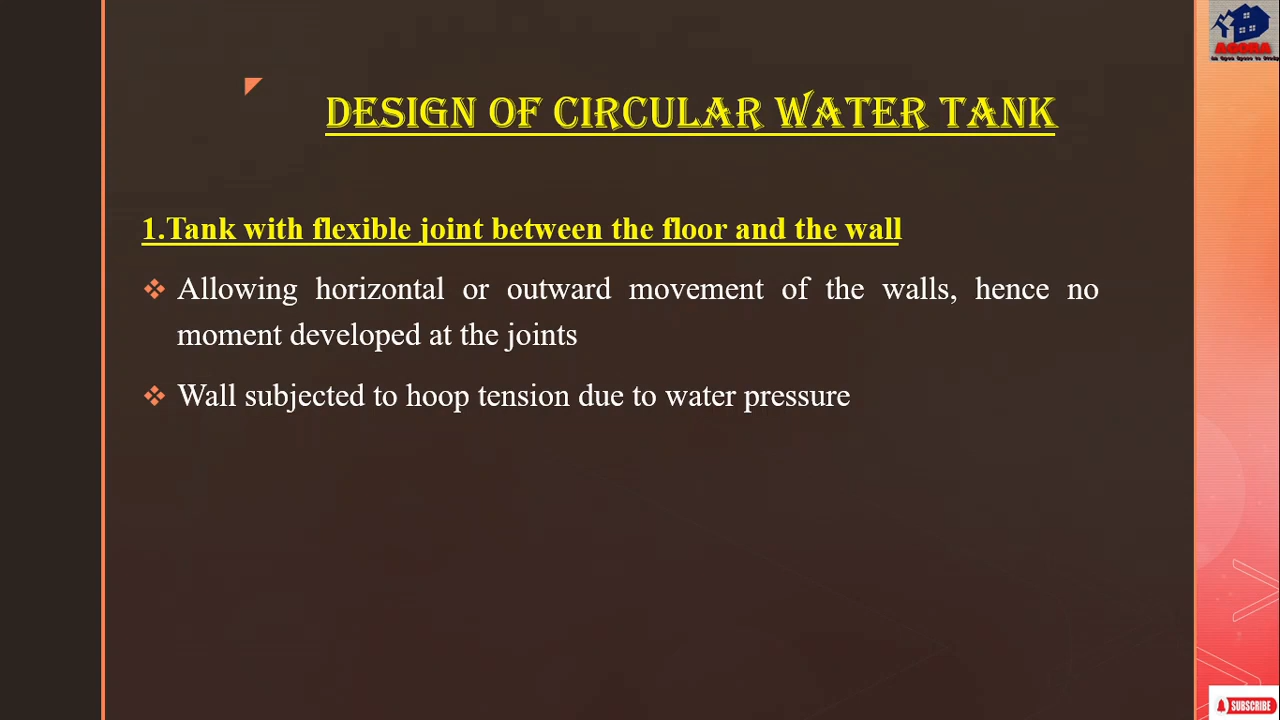 AGORA
DESIGN OF CIRCULAR WATER TANK
1.Tank with flexible joint between the floor and the wall
Allowing horizontal or outward movement of the walls, hence no
moment developed at the joints
Wall subjected to hoop tension due to water pressure
SUBSCRIBE